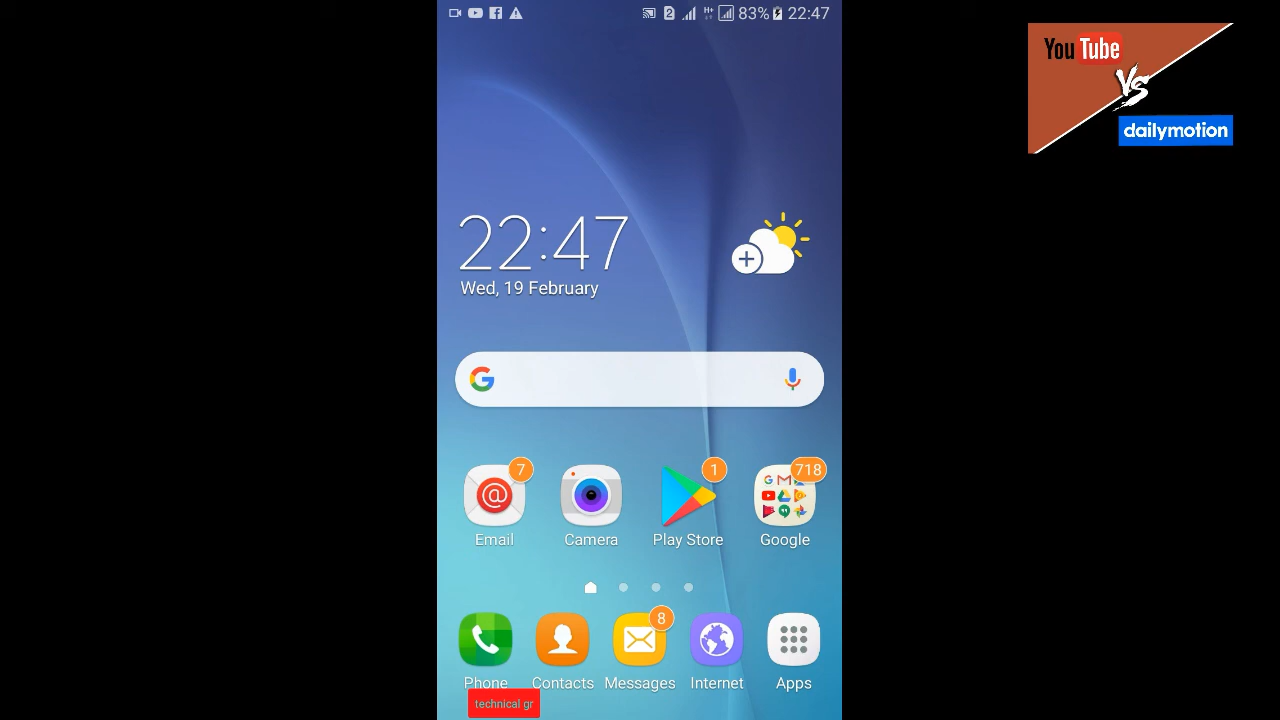 2 H+ 83% 22:47
You Tube
VS
dailymotion
22:47
Wed, 19 February
7 1 718
Email Camera Play Store Google
8
Phone Contacts Messages Internet Apps
technical gr